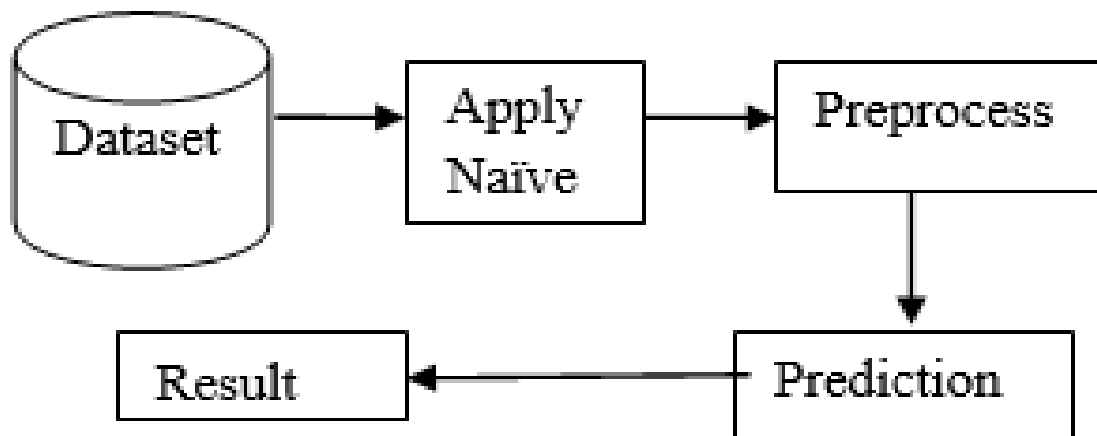 Dataset
Apply
Naïve
Preprocess
Prediction
Result